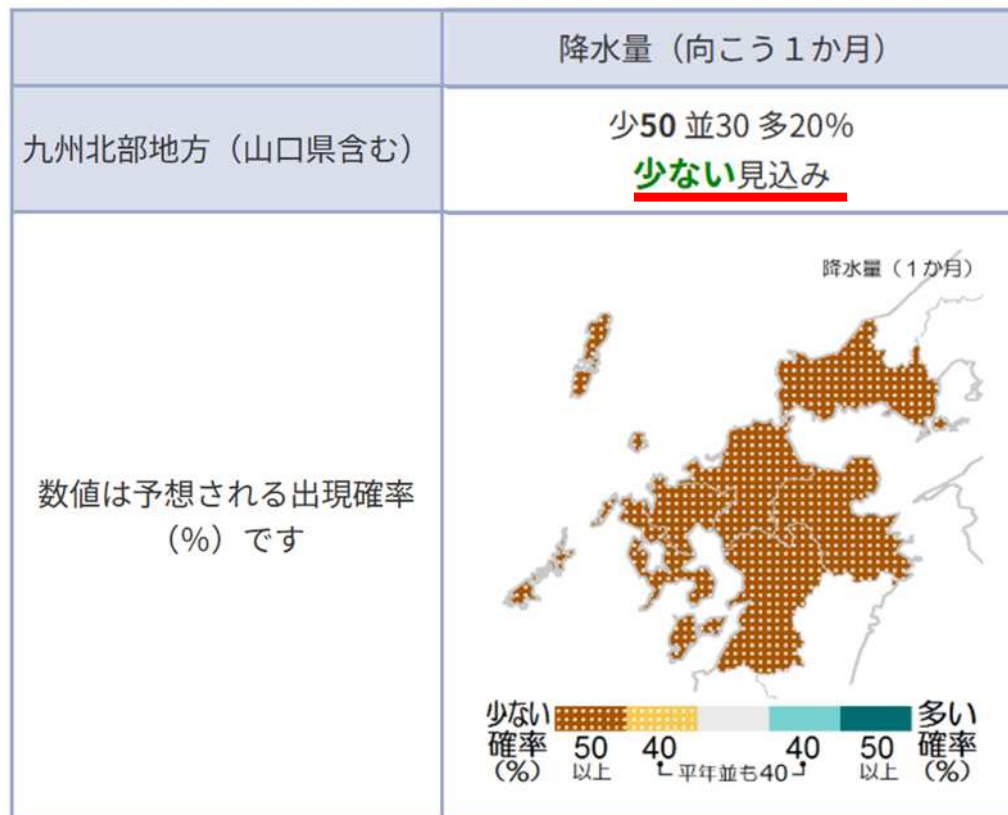 降水量（向こう１か月）
九州北部地方（山口県含む）
少50 並30 多20%
少ない見込み
数値は予想される出現確率
（%）です
降水量（１か月）
少ない
確率
（%）
50
以上
40
平年並も40
40
50
以上
多い
確率
（%）